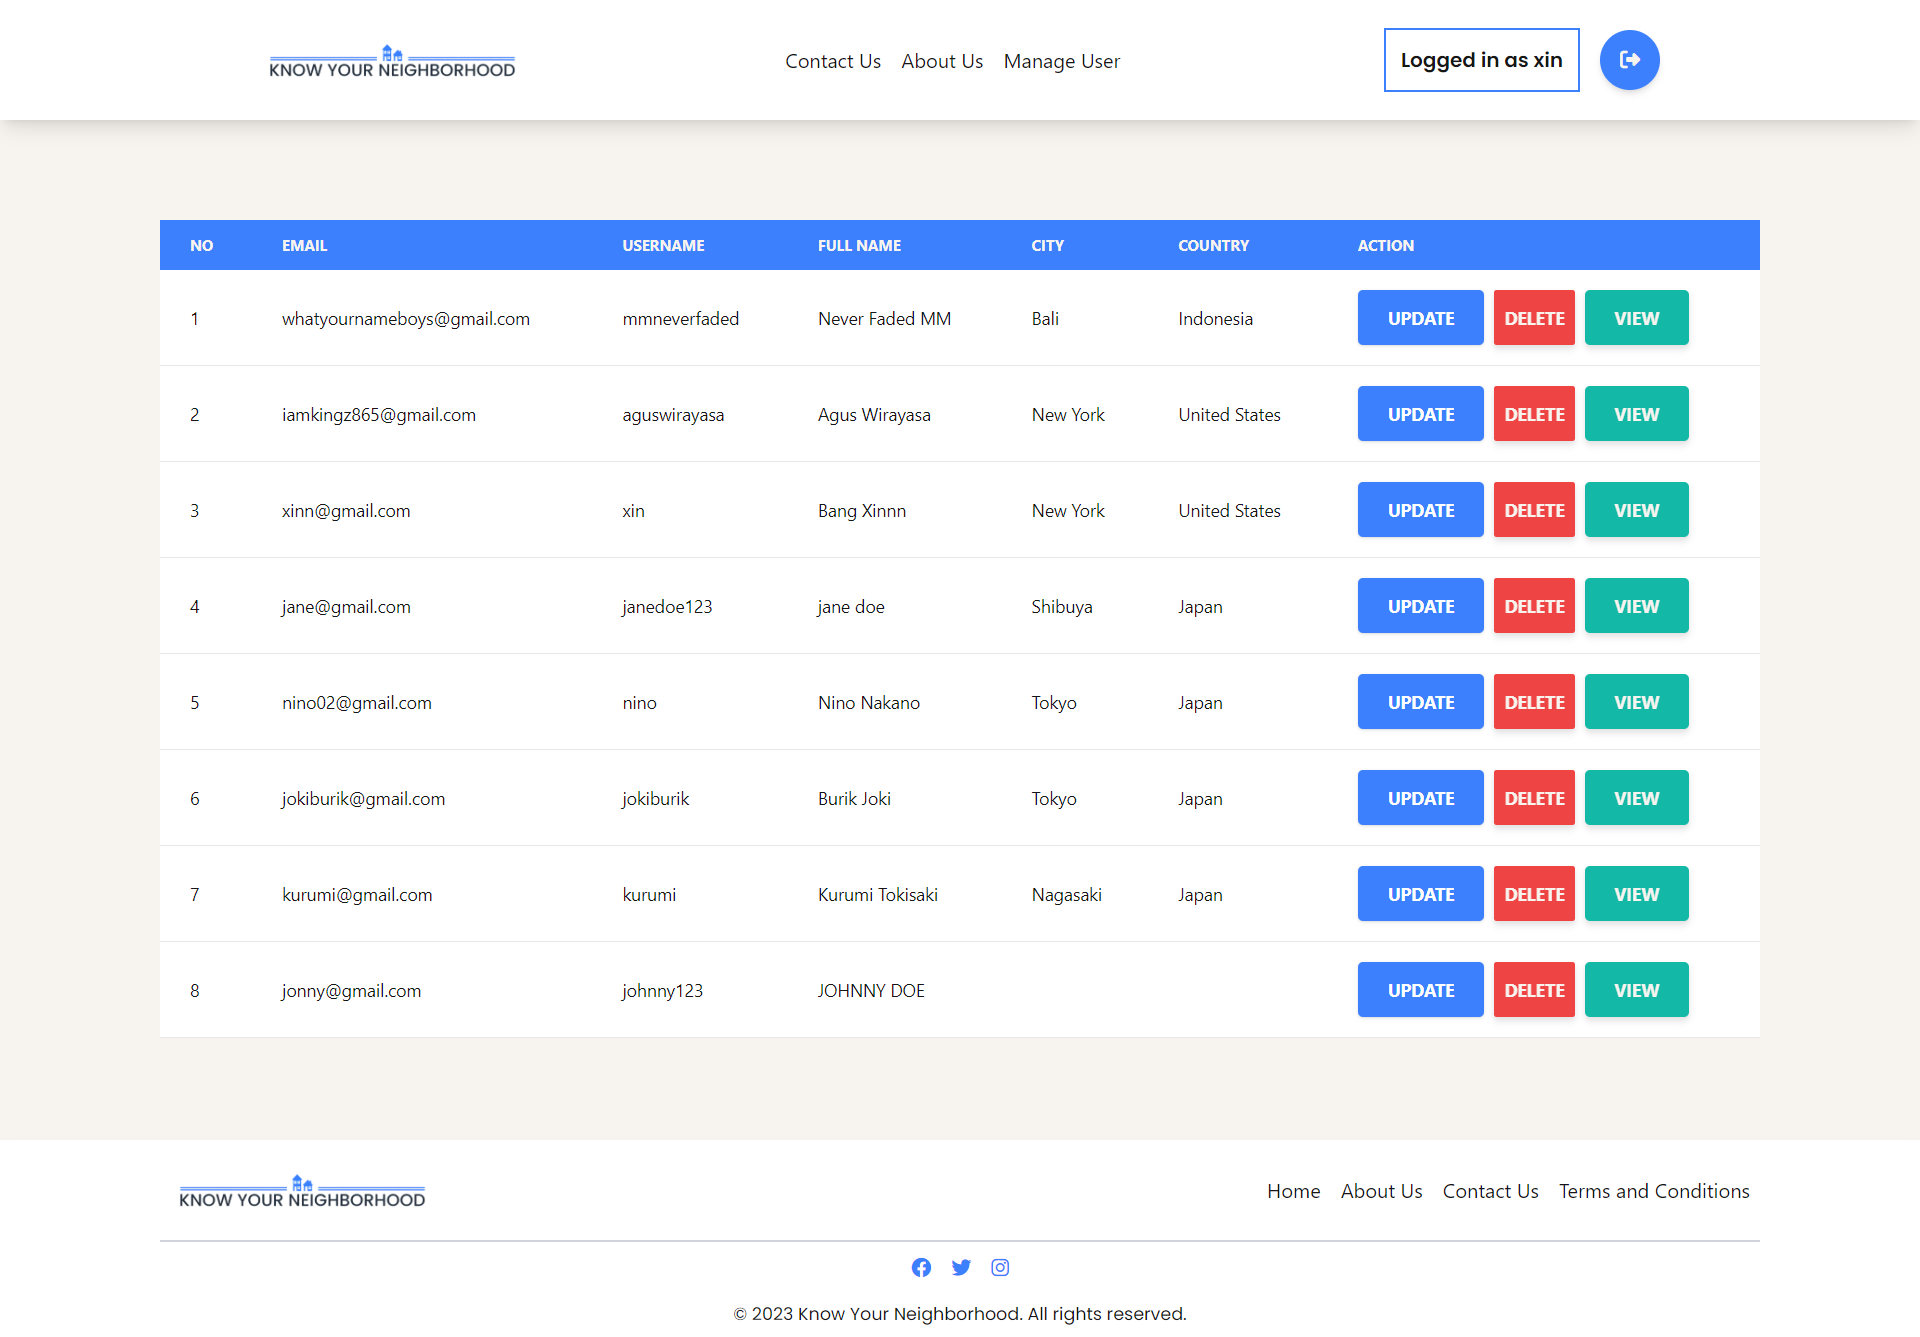 KNOW YOUR NEIGHBORHOOD
Contact Us About Us Manage User
Logged in as xin
NO EMAIL USERNAME FULL NAME CITY COUNTRY ACTION
1 whatyournameboys@gmail.com mmneverfaded Never Faded MM Bali Indonesia UPDATE DELETE VIEW
2 iamkingz865@gmail.com aguswirayasa Agus Wirayasa New York United States UPDATE DELETE VIEW
3 xinn@gmail.com xin Bang Xinnn New York United States UPDATE DELETE VIEW
4 jane@gmail.com janedoe123 jane doe Shibuya Japan UPDATE DELETE VIEW
5 nino02@gmail.com nino Nino Nakano Tokyo Japan UPDATE DELETE VIEW
6 jokiburik@gmail.com jokiburik Burik Joki Tokyo Japan UPDATE DELETE VIEW
7 kurumi@gmail.com kurumi Kurumi Tokisaki Nagasaki Japan UPDATE DELETE VIEW
8 jonny@gmail.com johnny123 JOHNNY DOE UPDATE DELETE VIEW
KNOW YOUR NEIGHBORHOOD
Home About Us Contact Us Terms and Conditions
© 2023 Know Your Neighborhood. All rights reserved.